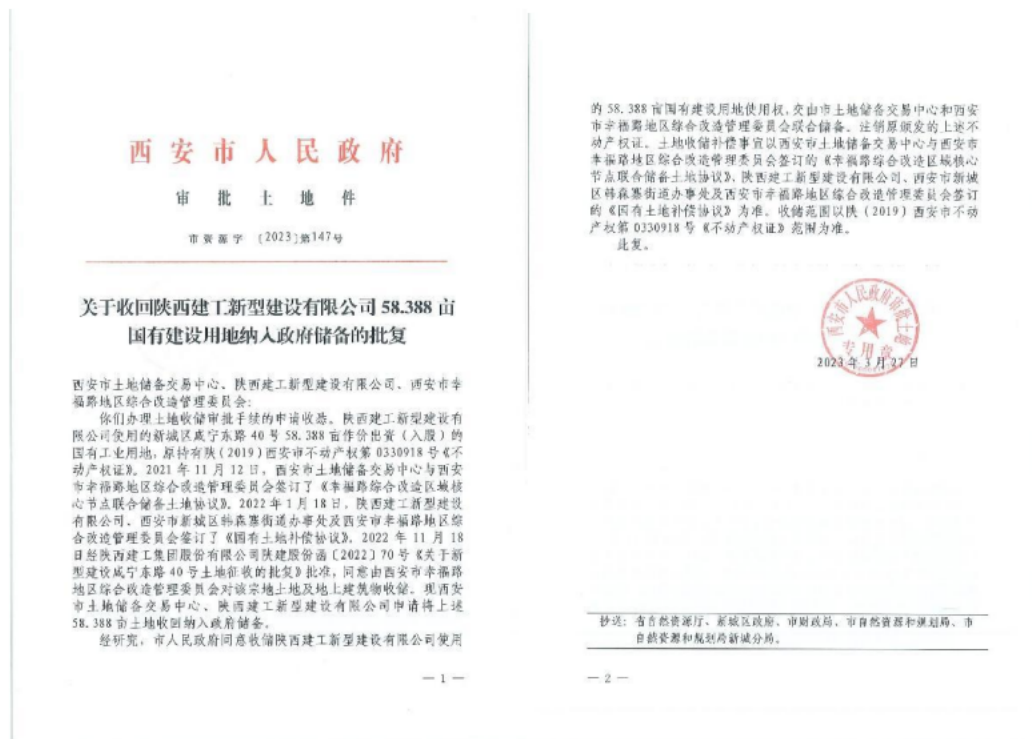 西安市人民政府
审批土地件
市资源字〔2023〕第147号
关于收回陕西建工新型建设有限公司58.388亩
国有建设用地纳入政府储备的批复
西安市土地储备交易中心、陕西建工新型建设有限公司、西安市幸
福路地区综合改造管理委员会:
你们办理土地收储审批手续的申请收悉。陕西建工新型建设有
限公司使用的新城区咸宁东路40号58.388亩作价出资(入股)的
国有工业用地,原持有陕(2019)西安市不动产权第0330918号《不
动产权证》。2021年11月12日,西安市土地储备交易中心与西安
市幸福路地区综合改造管理委员会签订了《幸福路综合改造区域核
心节点联合储备土地协议》。2022年1月18日,陕西建工新型建设
有限公司、西安市新城区韩森寨街道办事处及西安市幸福路地区综
合改造管理委员会签订了《国有土地补偿协议》。2022年11月18
日经陕西建工集团股份有限公司陕建股份函〔2022〕70号《关于新
型建设咸宁东路40号土地征收的批复》批准,同意由西安市幸福路
地区综合改造管理委员会对该宗地土地及地上建筑物收储。现西安
市土地储备交易中心、陕西建工新型建设有限公司申请将上述
58.388亩土地收回纳入政府储备。
经研究,市人民政府同意收储陕西建工新型建设有限公司使用
— 1 —
的58.388亩国有建设用地使用权,交由市土地储备交易中心和西安
市幸福路地区综合改造管理委员会联合储备。注销原颁发的上述不
动产权证。土地收储补偿事宜以西安市土地储备交易中心与西安市
幸福路地区综合改造管理委员会签订的《幸福路综合改造区域核心
节点联合储备土地协议》、陕西建工新型建设有限公司、西安市新城
区韩森寨街道办事处及西安市幸福路地区综合改造管理委员会签订
的《国有土地补偿协议》为准。收储范围以陕(2019)西安市不动
产权第0330918号《不动产权证》范围为准。
此复。
西安市人民政府审批土地
专用章
2023年3月27日
抄送:省自然资源厅、新城区政府、市财政局、市自然资源和规划局、市
自然资源和规划局新城分局。
— 2 —